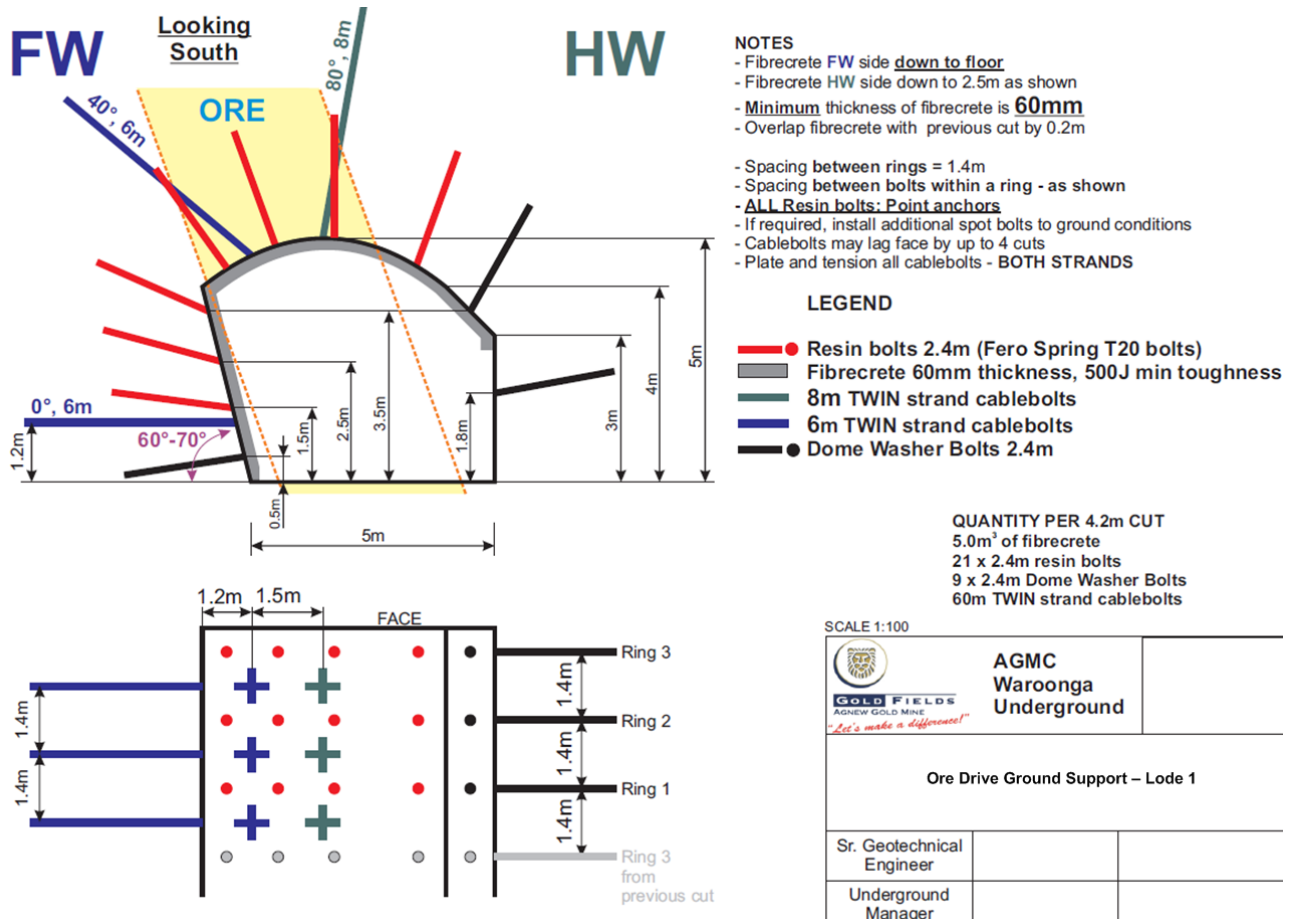 FW
Looking
South
HW
80°, 8m
40°, 6m
ORE
0°, 6m
60°-70°
1.2m
0.5m
1.5m
2.5m
3.5m
1.8m
3m
4m
5m
5m
NOTES
- Fibrecrete FW side down to floor
- Fibrecrete HW side down to 2.5m as shown
- Minimum thickness of fibrecrete is 60mm
- Overlap fibrecrete with previous cut by 0.2m
- Spacing between rings = 1.4m
- Spacing between bolts within a ring - as shown
- ALL Resin bolts: Point anchors
- If required, install additional spot bolts to ground conditions
- Cablebolts may lag face by up to 4 cuts
- Plate and tension all cablebolts - BOTH STRANDS
LEGEND
Resin bolts 2.4m (Fero Spring T20 bolts)
Fibrecrete 60mm thickness, 500J min toughness
8m TWIN strand cablebolts
6m TWIN strand cablebolts
Dome Washer Bolts 2.4m
QUANTITY PER 4.2m CUT
5.0m³ of fibrecrete
21 x 2.4m resin bolts
9 x 2.4m Dome Washer Bolts
60m TWIN strand cablebolts
1.2m
1.5m
FACE
Ring 3
1.4m
1.4m
Ring 2
1.4m
1.4m
Ring 1
1.4m
Ring 3
from
previous cut
SCALE 1:100
GOLD FIELDS
AGNEW GOLD MINE
"Let's make a difference!"
AGMC
Waroonga
Underground
Ore Drive Ground Support – Lode 1
Sr. Geotechnical
Engineer
Underground
Manager